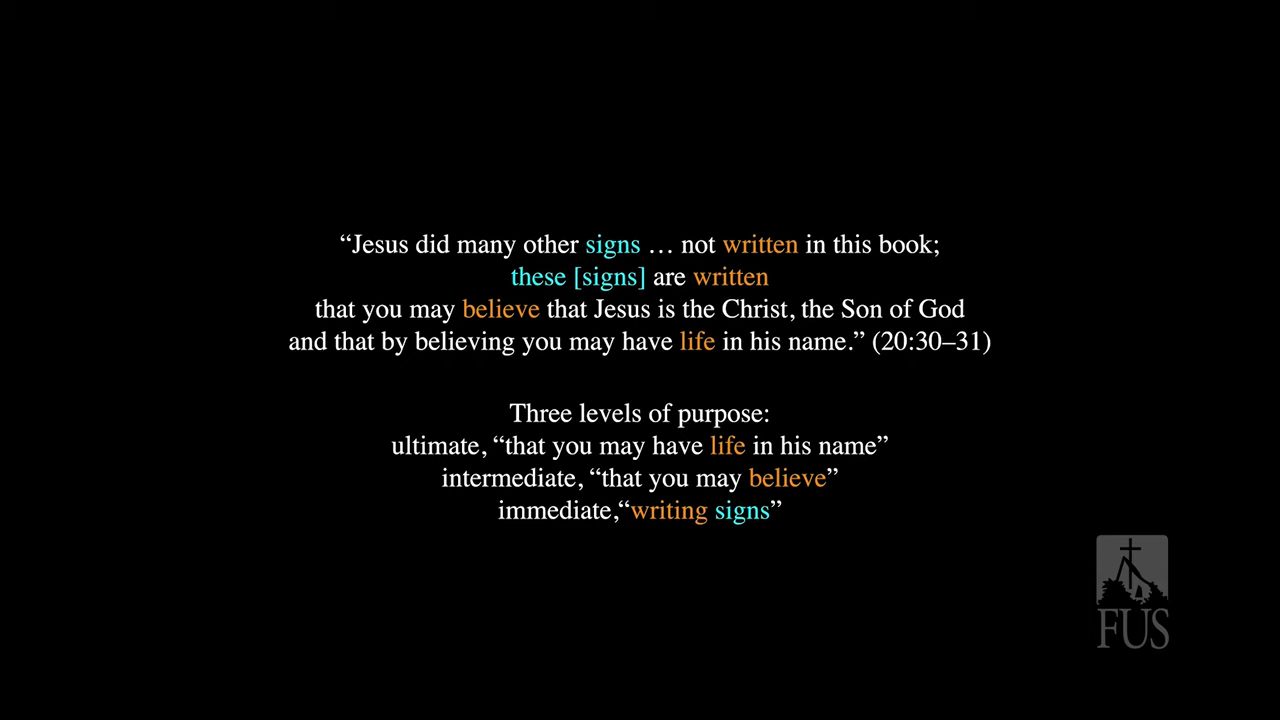 “Jesus did many other signs … not written in this book;
these [signs] are written
that you may believe that Jesus is the Christ, the Son of God
and that by believing you may have life in his name.” (20:30–31)
Three levels of purpose:
ultimate, “that you may have life in his name”
intermediate, “that you may believe”
immediate,“writing signs”
FUS